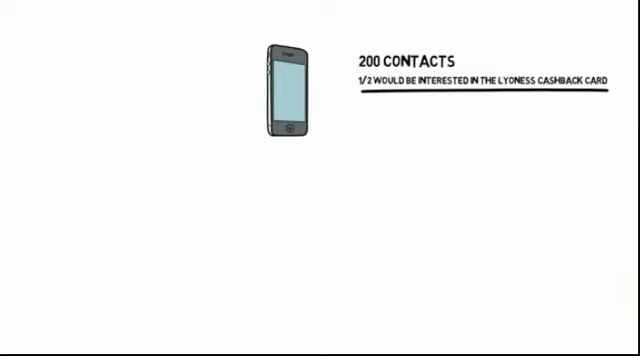 200 CONTACTS
1/2 WOULD BE INTERESTED IN THE LYONESS CASHBACK CARD